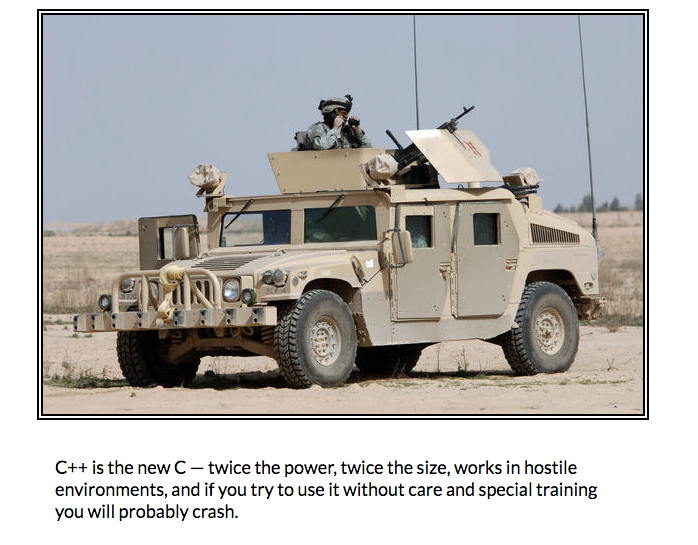 C++ is the new C — twice the power, twice the size, works in hostile
environments, and if you try to use it without care and special training
you will probably crash.